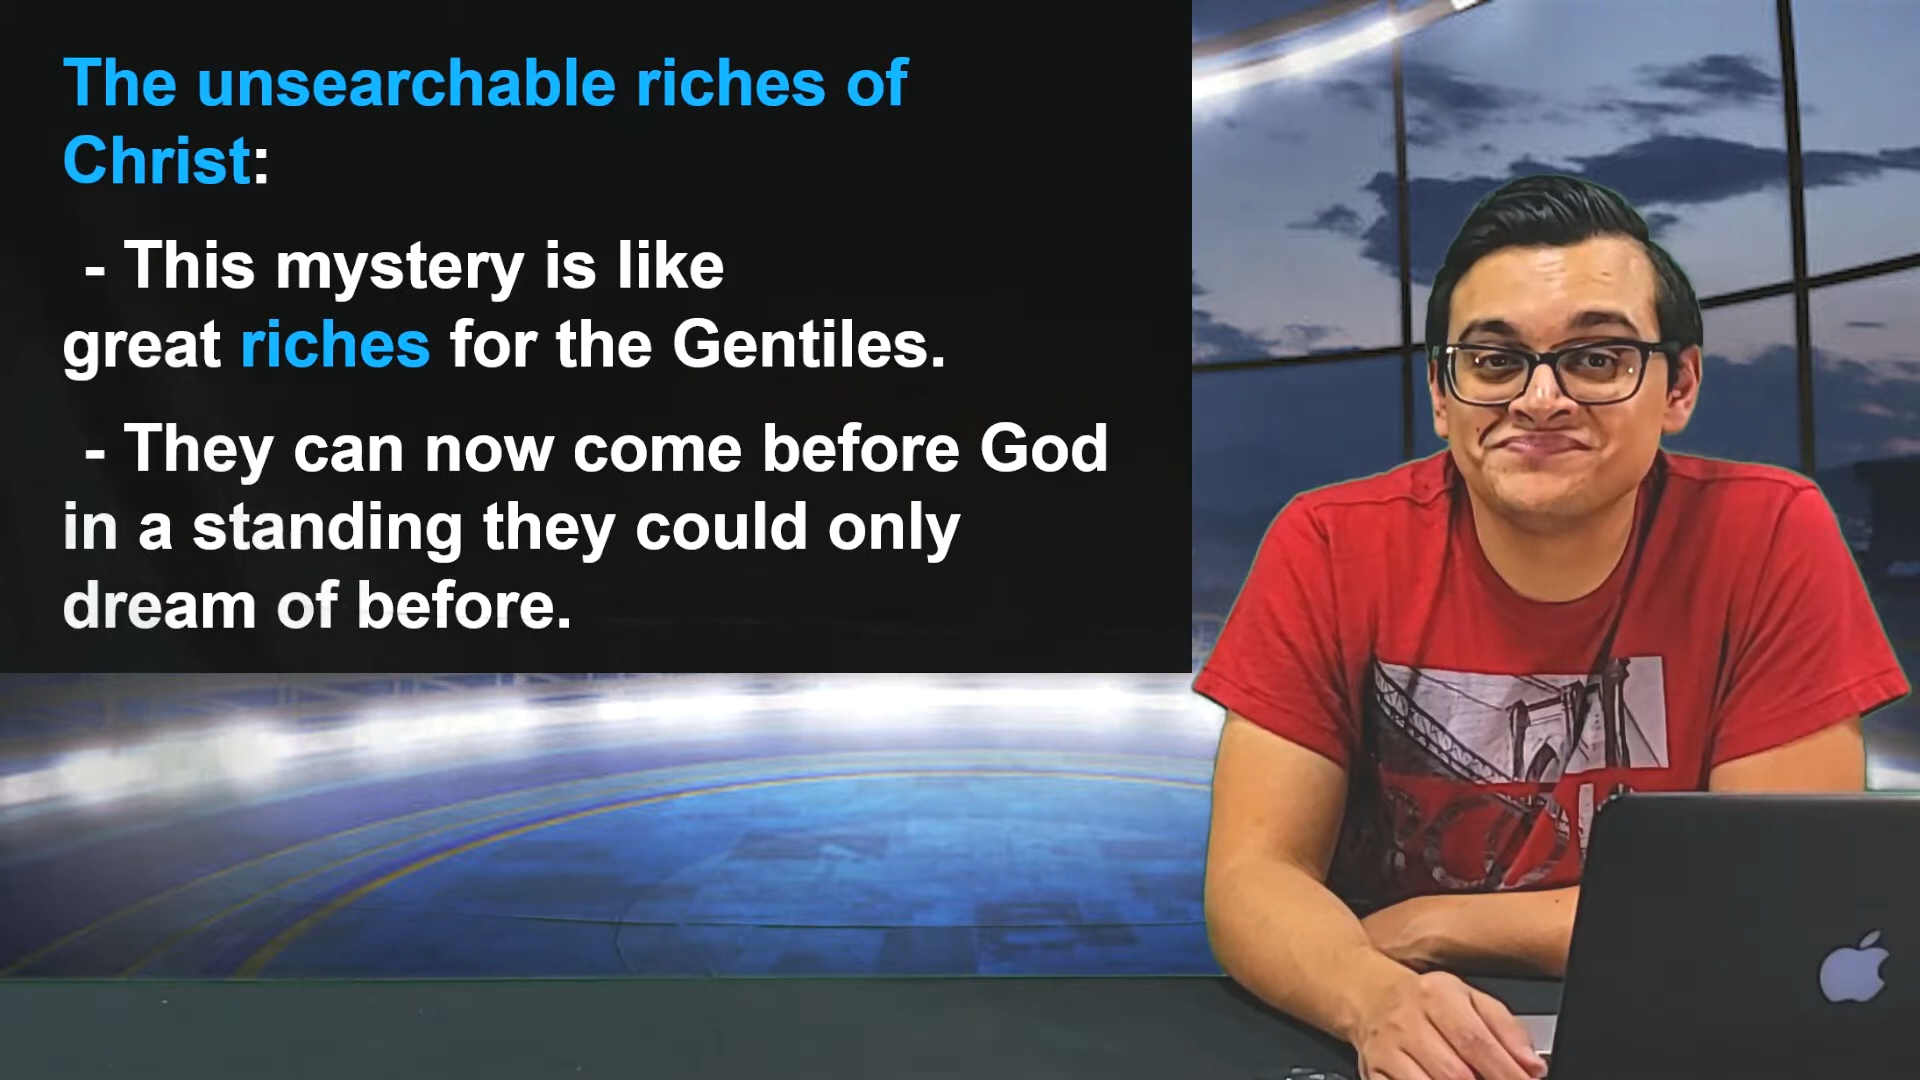 The unsearchable riches of
Christ:
- This mystery is like
great riches for the Gentiles.
- They can now come before God
in a standing they could only
dream of before.